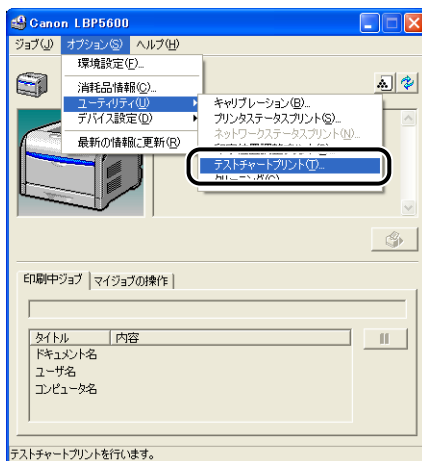 Canon LBP5600
ジョブ(J) オプション(S) ヘルプ(H)
環境設定(F)...
消耗品情報(C)...
ユーティリティ(U)
デバイス設定(D)
最新の情報に更新(R)
キャリブレーション(B)...
プリンタステータスプリント(S)...
ネットワークステータスプリント(N)...
テストチャートプリント(T)...
印刷中ジョブ マイジョブの操作
タイトル 内容
ドキュメント名
ユーザ名
コンピュータ名
テストチャートプリントを行います。